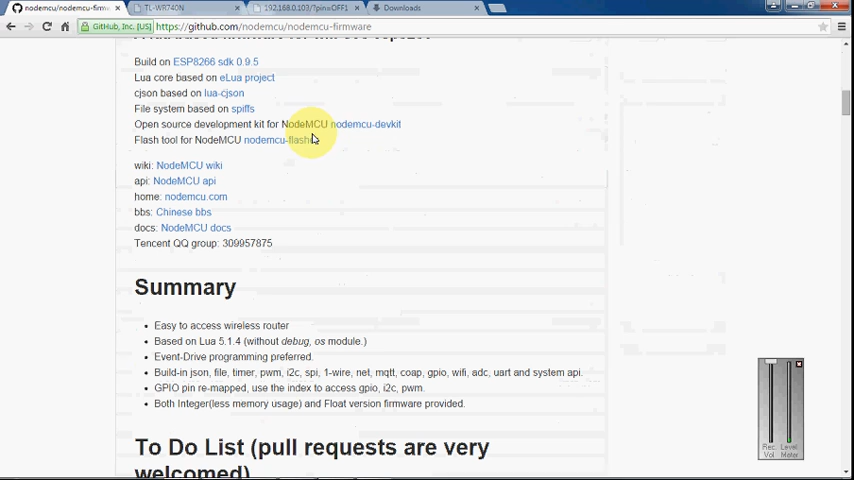 nodemcu/nodemcu-firmw
TL-WR740N
192.168.0.103/?pin=OFF1
Downloads
GitHub, Inc. [US]
https://github.com/nodemcu/nodemcu-firmware
Build on ESP8266 sdk 0.9.5
Lua core based on eLua project
cjson based on lua-cjson
File system based on spiffs
Open source development kit for NodeMCU nodemcu-devkit
Flash tool for NodeMCU nodemcu-flash
wiki: NodeMCU wiki
api: NodeMCU api
home: nodemcu.com
bbs: Chinese bbs
docs: NodeMCU docs
Tencent QQ group: 309957875
Summary
Easy to access wireless router
Based on Lua 5.1.4 (without debug, os module.)
Event-Drive programming preferred.
Build-in json, file, timer, pwm, i2c, spi, 1-wire, net, mqtt, coap, gpio, wifi, adc, uart and system api.
GPIO pin re-mapped, use the index to access gpio, i2c, pwm.
Both Integer(less memory usage) and Float version firmware provided.
To Do List (pull requests are very
welcomed)
Rec. Level
Vol Meter